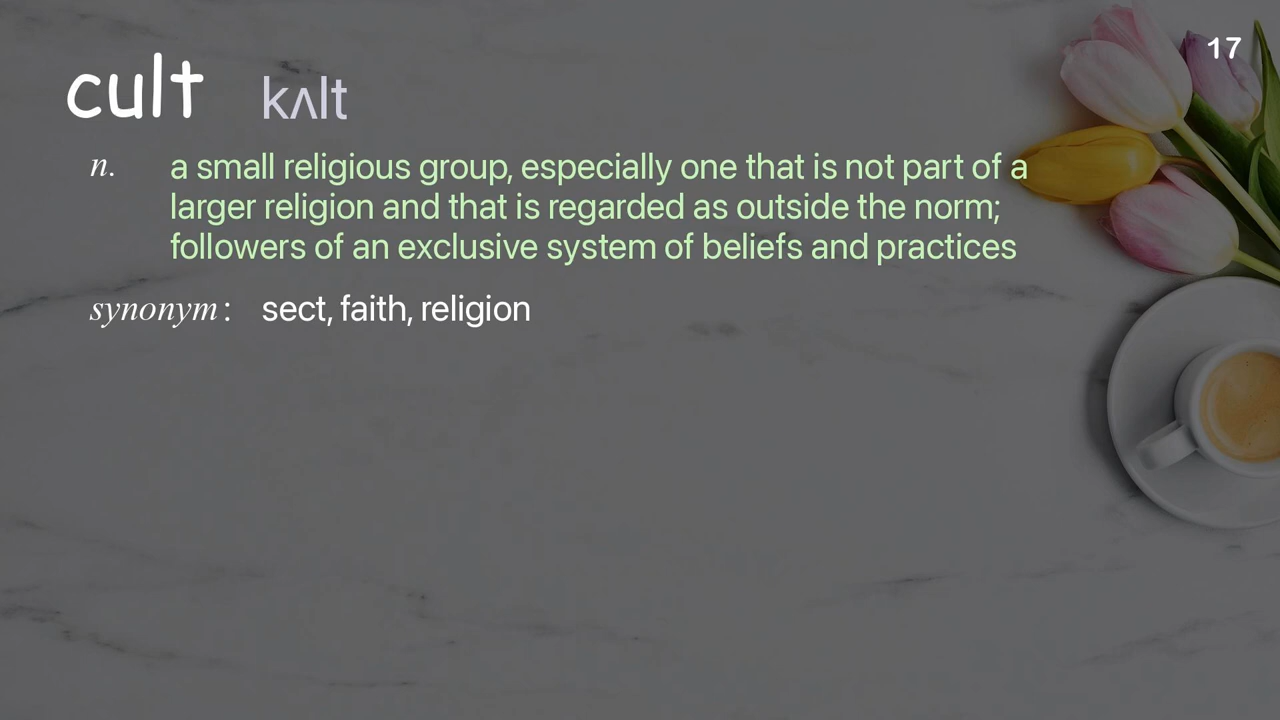 17
cult kʌlt
n. a small religious group, especially one that is not part of a
larger religion and that is regarded as outside the norm;
followers of an exclusive system of beliefs and practices
synonym: sect, faith, religion